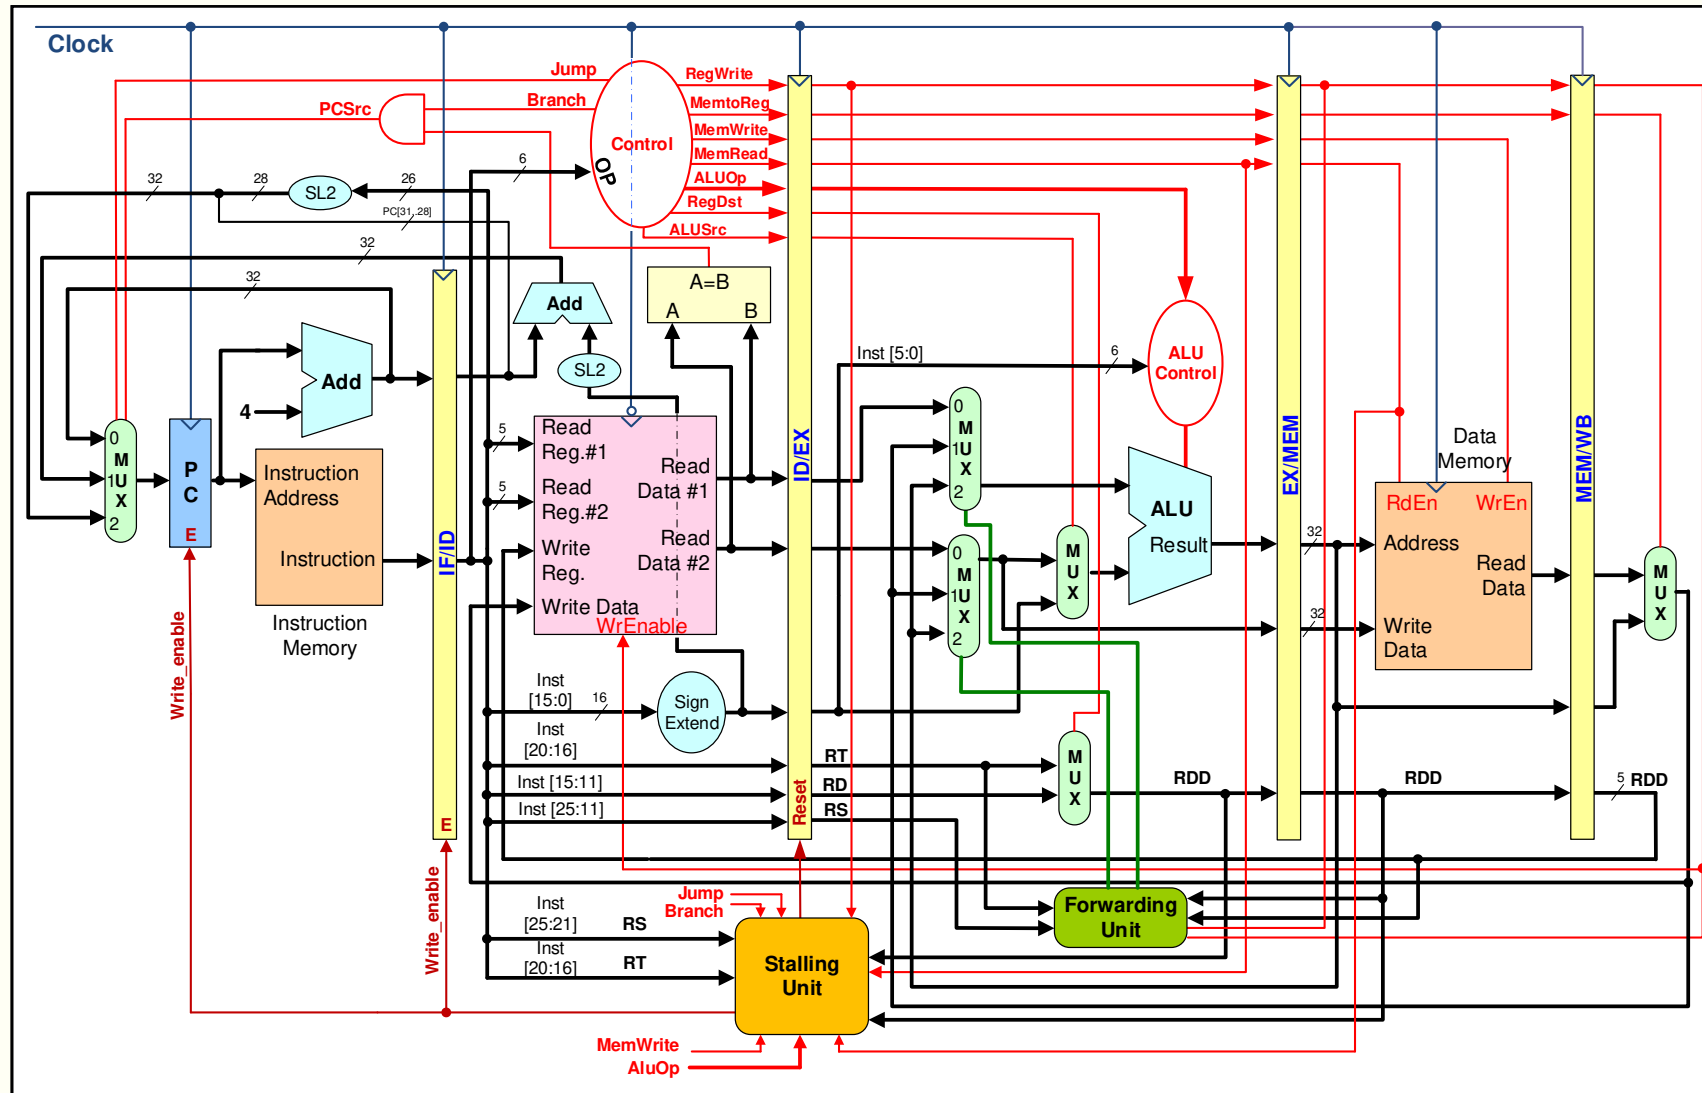 Clock
Jump
Branch
PCSrc
Control
OP
RegWrite
MemtoReg
MemWrite
MemRead
ALUOp
RegDst
ALUSrc
6
32
28
SL2
26
PC[31..28]
32
32
Add
4
Add
SL2
A=B
A
B
Inst [5:0]
6
ALU
Control
0
M
1U
X
2
P
C
E
Instruction
Address
Instruction
Instruction
Memory
IF/ID
E
5
5
Read
Reg.#1
Read
Reg.#2
Write
Reg.
Write Data
WrEnable
Read
Data #1
Read
Data #2
ID/EX
Reset
0
M
1U
X
2
0
M
1U
X
2
M
U
X
ALU
Result
EX/MEM
32
32
Data
Memory
RdEn
WrEn
Address
Read
Data
Write
Data
MEM/WB
M
U
X
Inst
[15:0]
16
Sign
Extend
Inst
[20:16]
Inst [15:11]
Inst [25:11]
RT
RD
RS
M
U
X
RDD
RDD
5
RDD
Write_enable
Write_enable
Inst
[25:21]
RS
Inst
[20:16]
RT
Jump
Branch
Stalling
Unit
Forwarding
Unit
MemWrite
AluOp